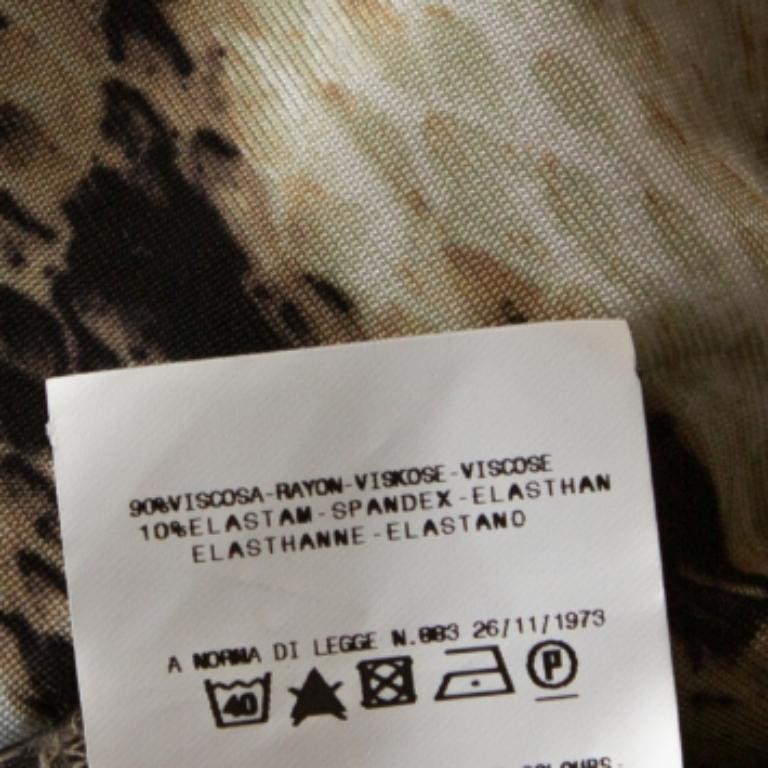 90%VISCOSA-RAYON-VISKOSE-VISCOSE
10%ELASTAM-SPANDEX-ELASTHAN
ELASTHANNE-ELASTANO
A NORMA DI LEGGE N.883 26/11/1973
40 P
COLOURS.